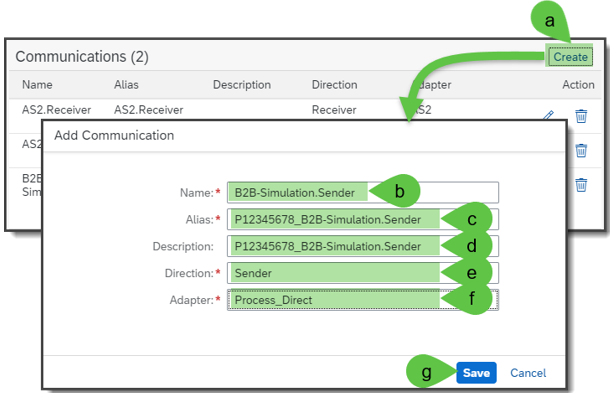 a
Communications (2)
Create
Name Alias Description Direction Adapter Action
AS2.Receiver AS2.Receiver Receiver AS2
AS2
B2B
Sim
Add Communication
Name:* B2B-Simulation.Sender b
Alias:* P12345678_B2B-Simulation.Sender c
Description: P12345678_B2B-Simulation.Sender d
Direction:* Sender e
Adapter:* Process_Direct f
g Save Cancel